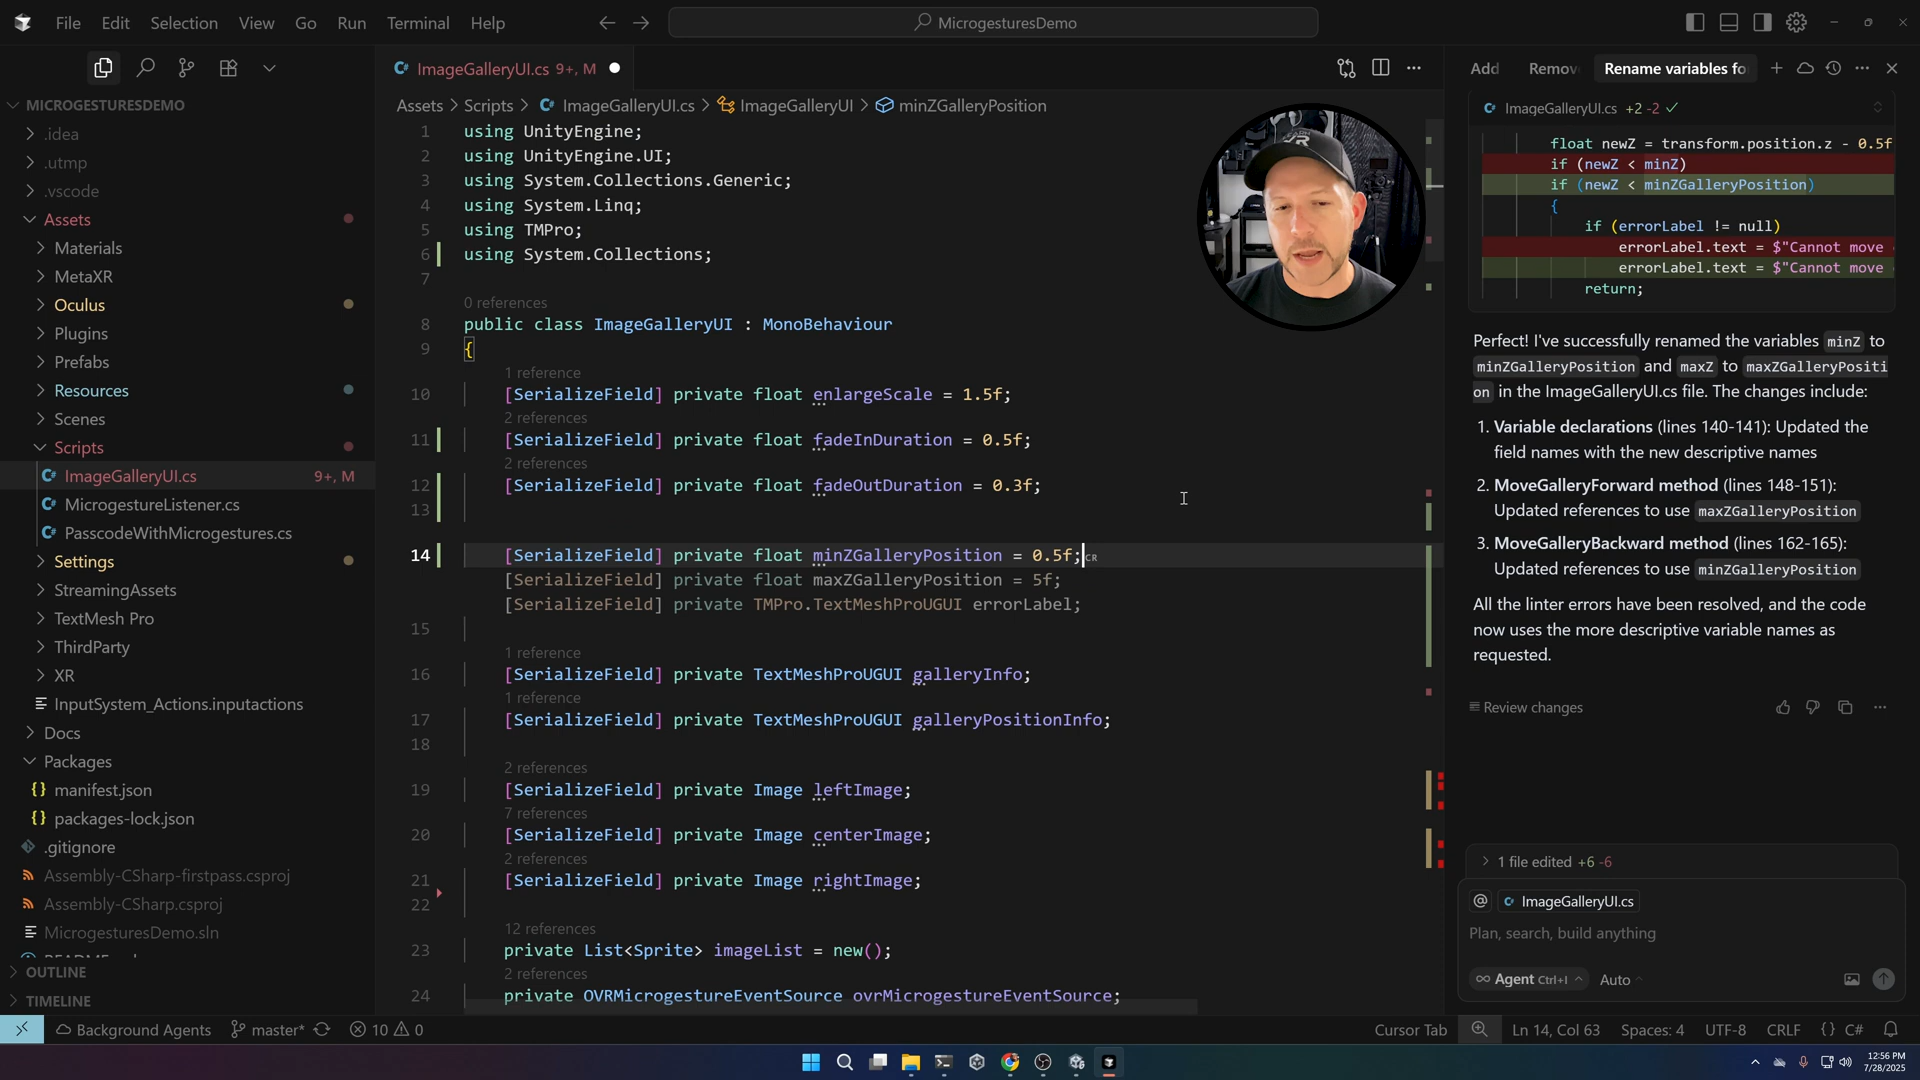 File Edit Selection View Go Run Terminal Help
MicrogesturesDemo
ImageGalleryUI.cs 9+, M
Add Remov Rename variables fo
MICROGESTURESDEMO
.idea
.utmp
.vscode
Assets
Materials
MetaXR
Oculus
Plugins
Prefabs
Resources
Scenes
Scripts
ImageGalleryUI.cs 9+, M
MicrogestureListener.cs
PasscodeWithMicrogestures.cs
Settings
StreamingAssets
TextMesh Pro
ThirdParty
XR
InputSystem_Actions.inputactions
Docs
Packages
{} manifest.json
{} packages-lock.json
.gitignore
Assembly-CSharp-firstpass.csproj
Assembly-CSharp.csproj
MicrogesturesDemo.sln
OUTLINE
TIMELINE
Assets > Scripts > ImageGalleryUI.cs > ImageGalleryUI > minZGalleryPosition
1 using UnityEngine;
2 using UnityEngine.UI;
3 using System.Collections.Generic;
4 using System.Linq;
5 using TMPro;
6 using System.Collections;
7
0 references
8 public class ImageGalleryUI : MonoBehaviour
9 {
1 reference
10 [SerializeField] private float enlargeScale = 1.5f;
2 references
11 [SerializeField] private float fadeInDuration = 0.5f;
2 references
12 [SerializeField] private float fadeOutDuration = 0.3f;
13
14 [SerializeField] private float minZGalleryPosition = 0.5f;CR
[SerializeField] private float maxZGalleryPosition = 5f;
[SerializeField] private TMPro.TextMeshProUGUI errorLabel;
15
1 reference
16 [SerializeField] private TextMeshProUGUI galleryInfo;
1 reference
17 [SerializeField] private TextMeshProUGUI galleryPositionInfo;
18
2 references
19 [SerializeField] private Image leftImage;
7 references
20 [SerializeField] private Image centerImage;
2 references
21 [SerializeField] private Image rightImage;
22
12 references
23 private List<Sprite> imageList = new();
2 references
24 private OVRMicrogestureEventSource ovrMicrogestureEventSource;
ImageGalleryUI.cs +2 -2
float newZ = transform.position.z - 0.5f
if (newZ < minZ)
if (newZ < minZGalleryPosition)
{
if (errorLabel != null)
errorLabel.text = $"Cannot move
errorLabel.text = $"Cannot move
return;
Perfect! I've successfully renamed the variables minZ to
minZGalleryPosition and maxZ to maxZGalleryPositi
on in the ImageGalleryUI.cs file. The changes include:
1. Variable declarations (lines 140-141): Updated the
field names with the new descriptive names
2. MoveGalleryForward method (lines 148-151):
Updated references to use maxZGalleryPosition
3. MoveGalleryBackward method (lines 162-165):
Updated references to use minZGalleryPosition
All the linter errors have been resolved, and the code
now uses the more descriptive variable names as
requested.
Review changes
1 file edited +6 -6
@ ImageGalleryUI.cs
Plan, search, build anything
Agent Ctrl+I Auto
Background Agents master* 10 0
Cursor Tab Ln 14, Col 63 Spaces: 4 UTF-8 CRLF {} C#
12:56 PM
7/28/2025